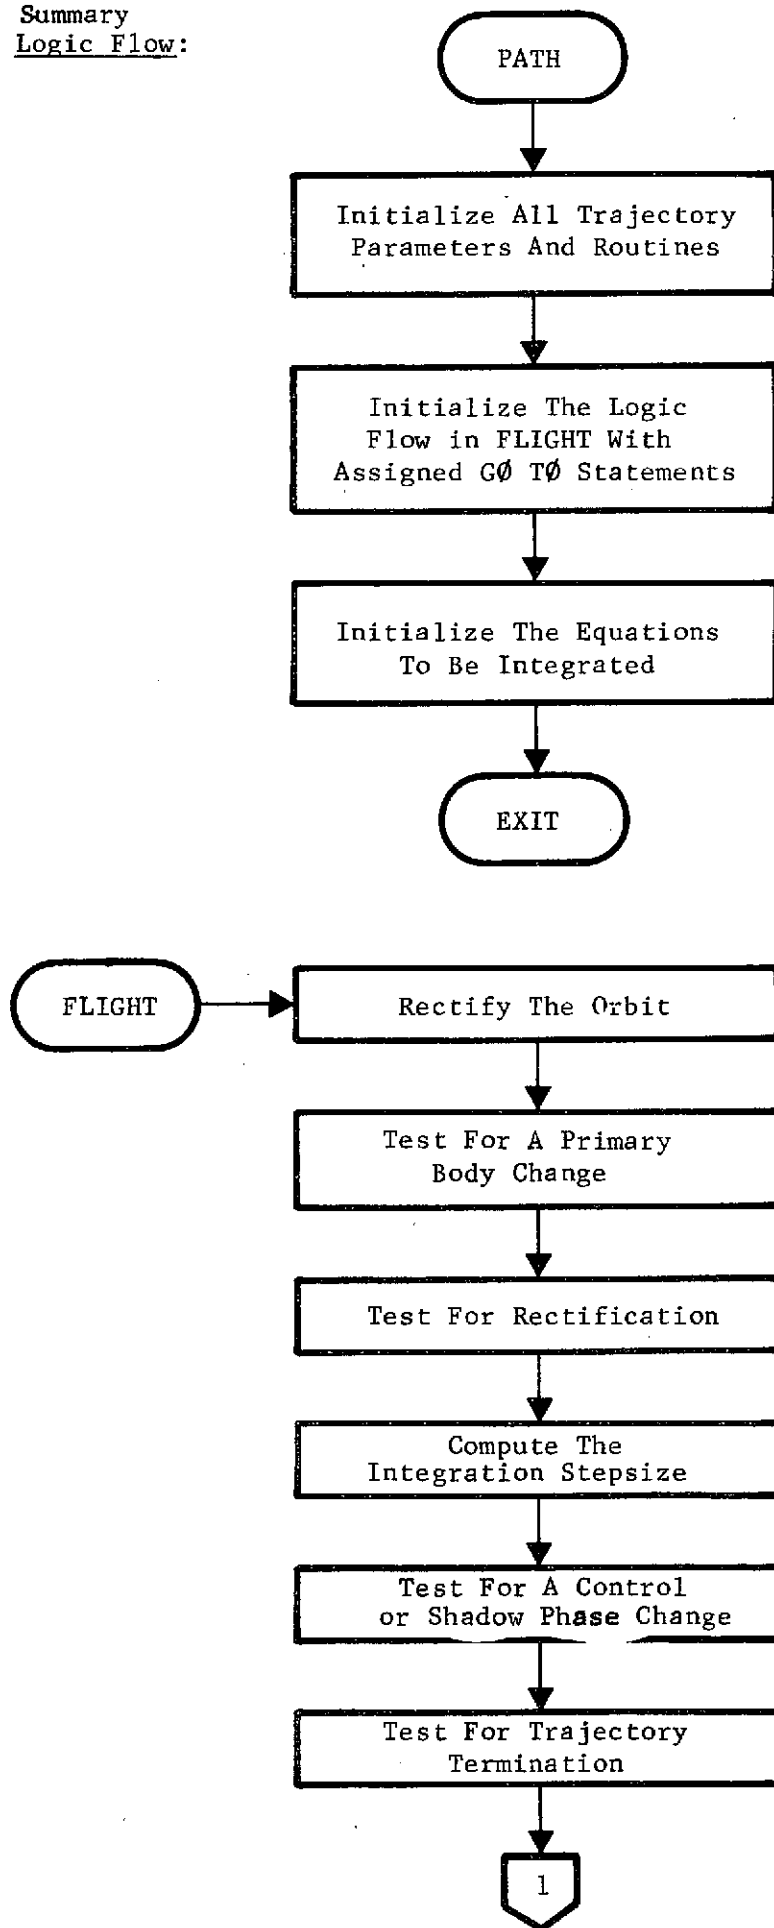 Summary
Logic Flow:
PATH
Initialize All Trajectory
Parameters And Routines
Initialize The Logic
Flow in FLIGHT With
Assigned GØ TØ Statements
Initialize The Equations
To Be Integrated
EXIT
FLIGHT
Rectify The Orbit
Test For A Primary
Body Change
Test For Rectification
Compute The
Integration Stepsize
Test For A Control
or Shadow Phase Change
Test For Trajectory
Termination
1